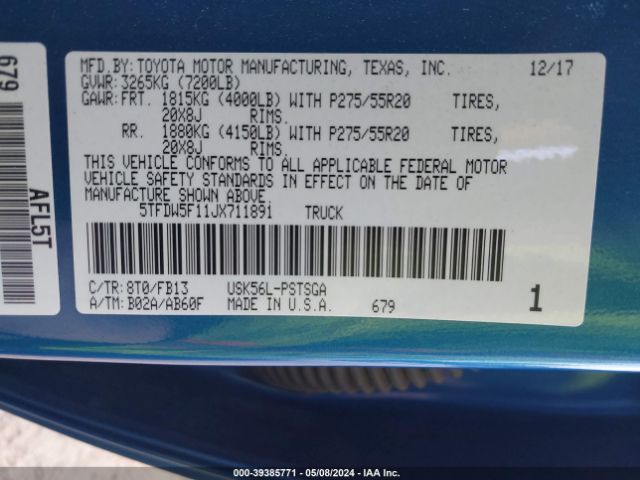 MFD.BY: TOYOTA MOTOR MANUFACTURING, TEXAS, INC. 12/17
GVWR: 3265KG (7200LB)
GAWR: FRT. 1815KG (4000LB) WITH P275/55R20 TIRES,
20X8J RIMS.
RR. 1880KG (4150LB) WITH P275/55R20 TIRES,
20X8J RIMS.
THIS VEHICLE CONFORMS TO ALL APPLICABLE FEDERAL MOTOR
VEHICLE SAFETY STANDARDS IN EFFECT ON THE DATE OF
MANUFACTURE SHOWN ABOVE.
5TFDW5F11JX711891 TRUCK
C/TR: 8T0/FB13 USK56L-PSTSGA
A/TM: B02A/AB60F MADE IN U.S.A. 679 1
679
AFL5T
000-39385771 - 05/08/2024 - IAA Inc.